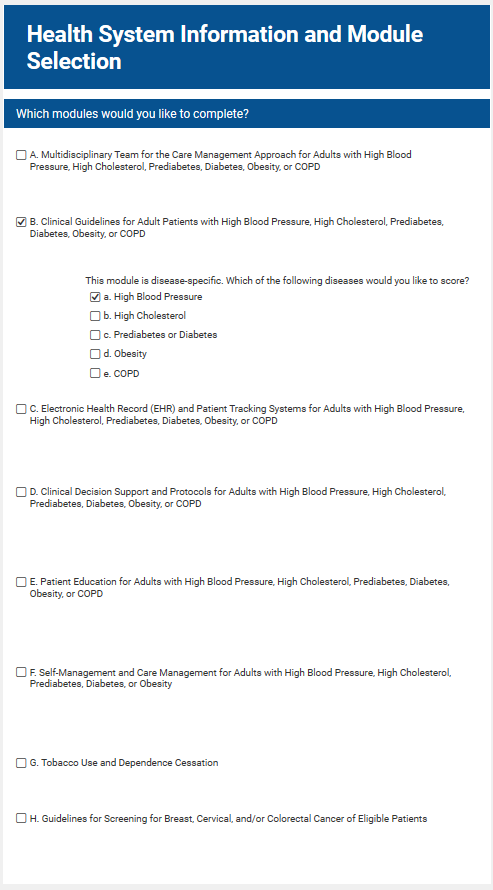 Health System Information and Module
Selection
Which modules would you like to complete?
A. Multidisciplinary Team for the Care Management Approach for Adults with High Blood
Pressure, High Cholesterol, Prediabetes, Diabetes, Obesity, or COPD
B. Clinical Guidelines for Adult Patients with High Blood Pressure, High Cholesterol, Prediabetes,
Diabetes, Obesity, or COPD
This module is disease-specific. Which of the following diseases would you like to score?
a. High Blood Pressure
b. High Cholesterol
c. Prediabetes or Diabetes
d. Obesity
e. COPD
C. Electronic Health Record (EHR) and Patient Tracking Systems for Adults with High Blood Pressure,
High Cholesterol, Prediabetes, Diabetes, Obesity, or COPD
D. Clinical Decision Support and Protocols for Adults with High Blood Pressure, High Cholesterol,
Prediabetes, Diabetes, Obesity, or COPD
E. Patient Education for Adults with High Blood Pressure, High Cholesterol, Prediabetes, Diabetes,
Obesity, or COPD
F. Self-Management and Care Management for Adults with High Blood Pressure, High Cholesterol,
Prediabetes, Diabetes, or Obesity
G. Tobacco Use and Dependence Cessation
H. Guidelines for Screening for Breast, Cervical, and/or Colorectal Cancer of Eligible Patients